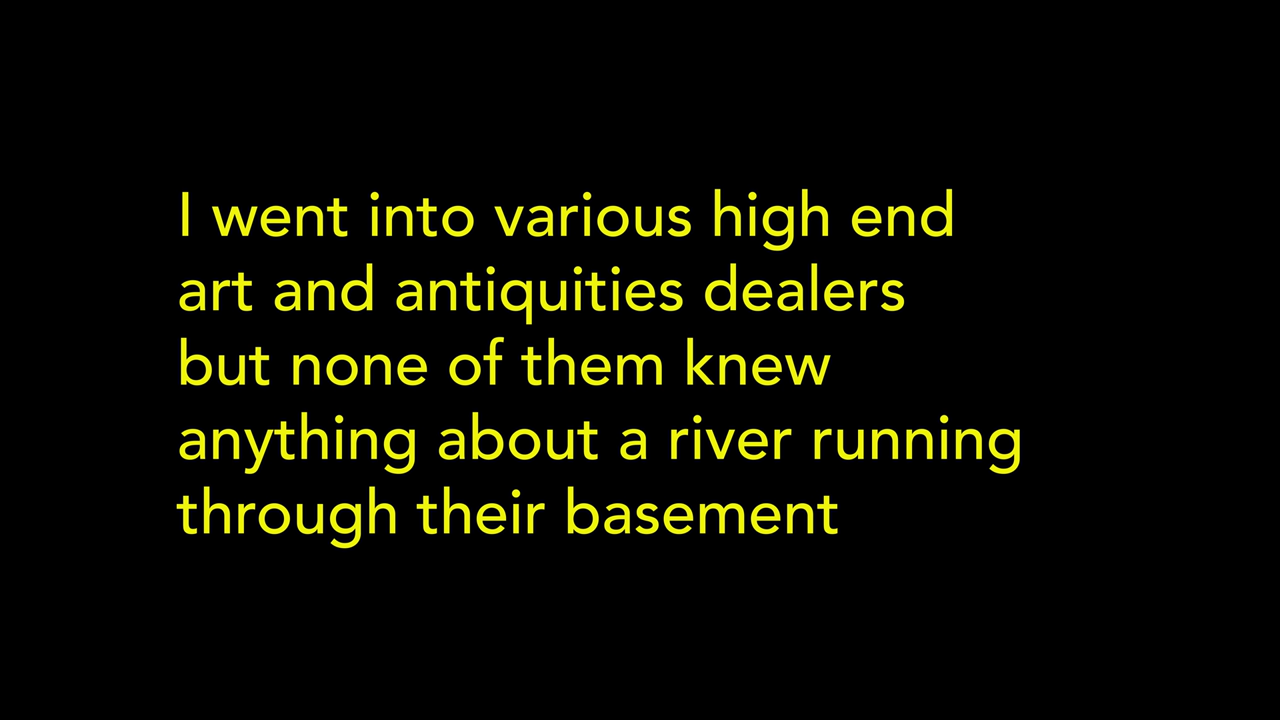 I went into various high end
art and antiquities dealers
but none of them knew
anything about a river running
through their basement